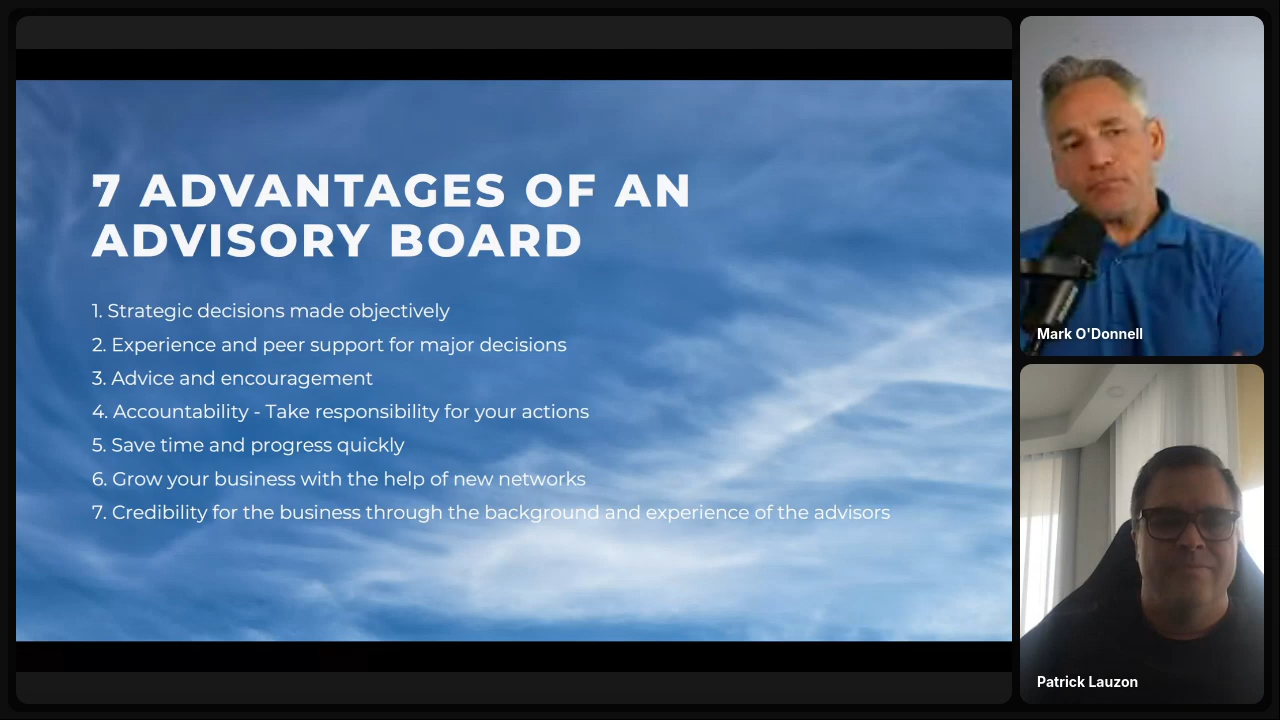 7 ADVANTAGES OF AN
ADVISORY BOARD
1. Strategic decisions made objectively
2. Experience and peer support for major decisions
3. Advice and encouragement
4. Accountability - Take responsibility for your actions
5. Save time and progress quickly
6. Grow your business with the help of new networks
7. Credibility for the business through the background and experience of the advisors
Mark O'Donnell
Patrick Lauzon